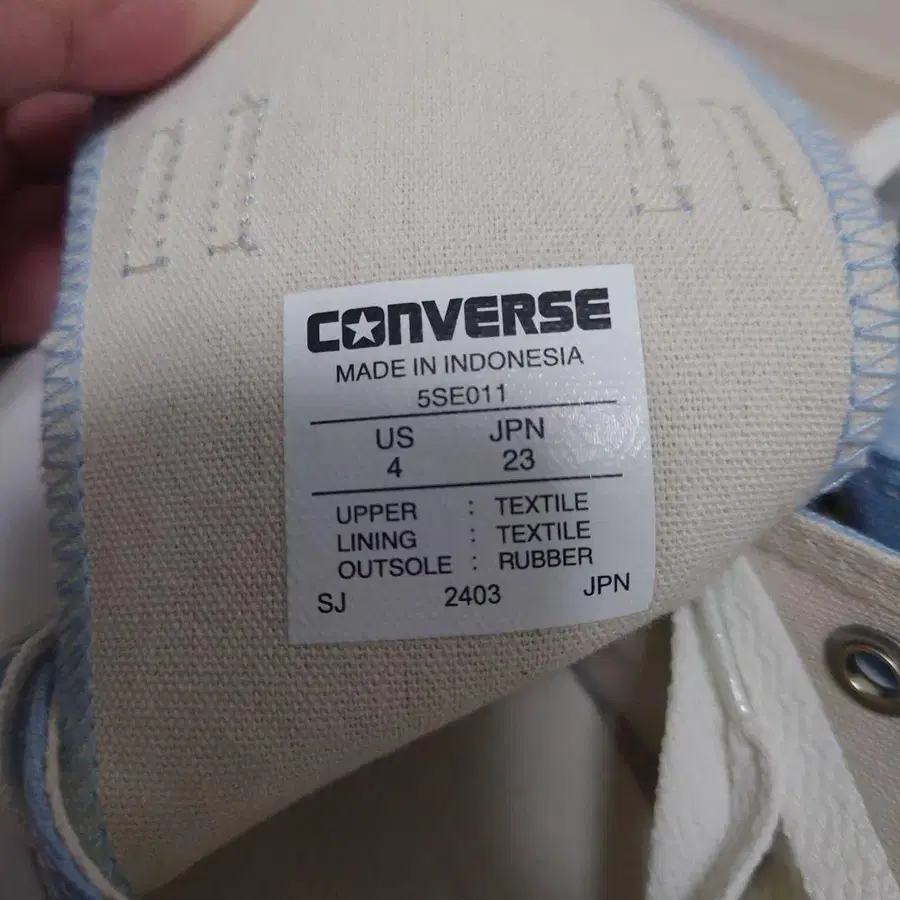 CONVERSE
MADE IN INDONESIA
5SE011
US JPN
4 23
UPPER : TEXTILE
LINING : TEXTILE
OUTSOLE : RUBBER
SJ 2403 JPN